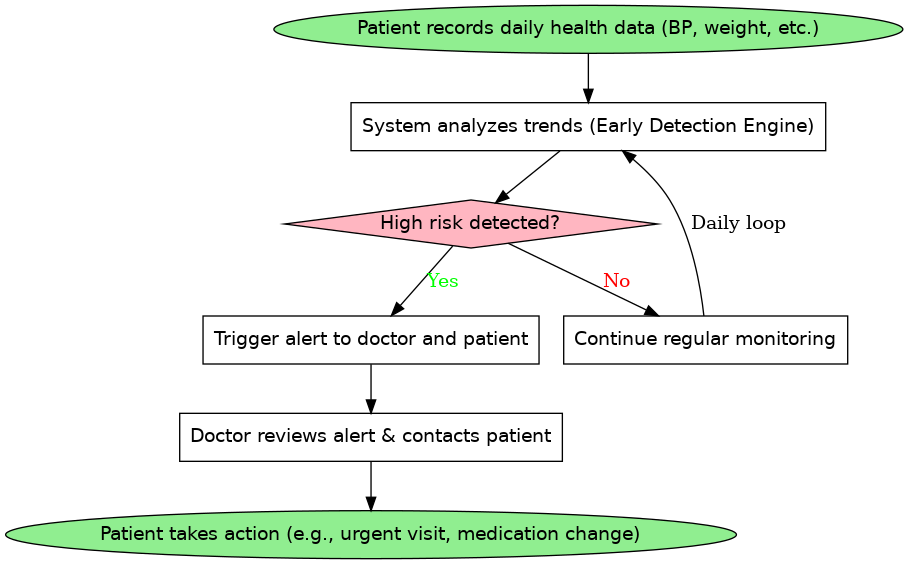 Patient records daily health data (BP, weight, etc.)
System analyzes trends (Early Detection Engine)
High risk detected?
Daily loop
Yes
No
Trigger alert to doctor and patient
Continue regular monitoring
Doctor reviews alert & contacts patient
Patient takes action (e.g., urgent visit, medication change)